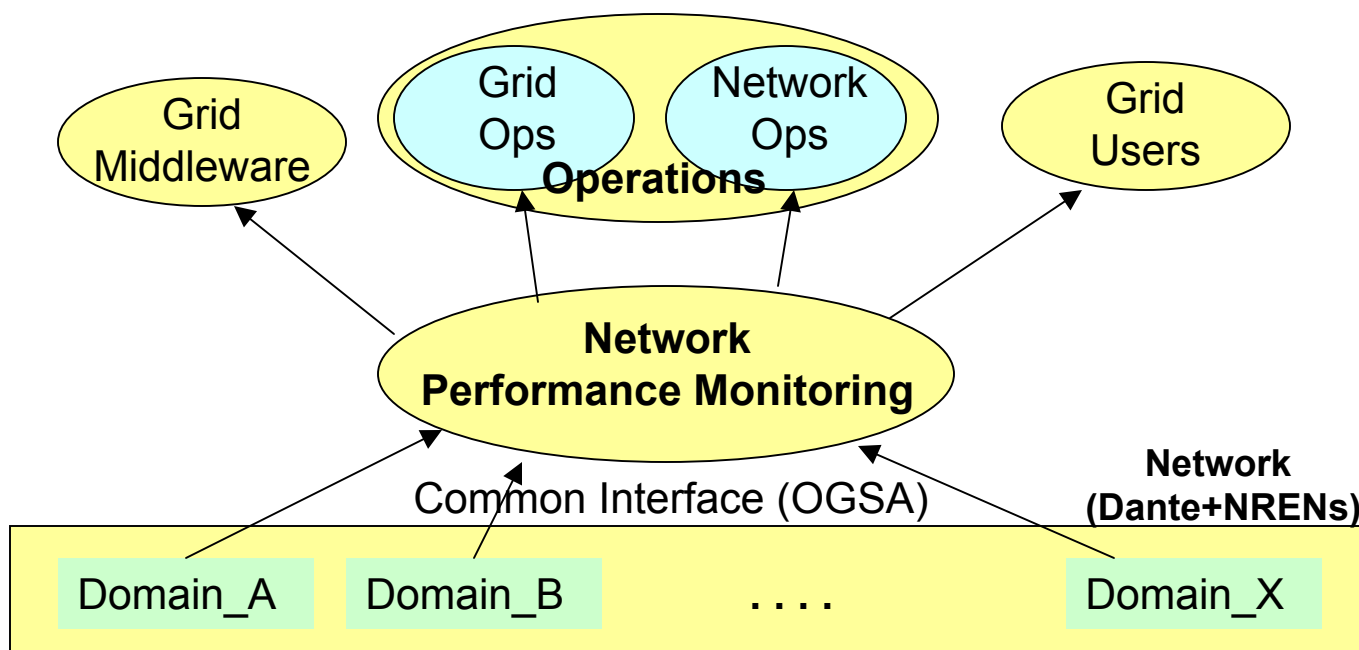 Grid
Middleware
Grid
Ops
Network
Ops
Operations
Grid
Users
Network
Performance Monitoring
Common Interface (OGSA)
Network
(Dante+NRENs)
Domain_A
Domain_B
. . . .
Domain_X